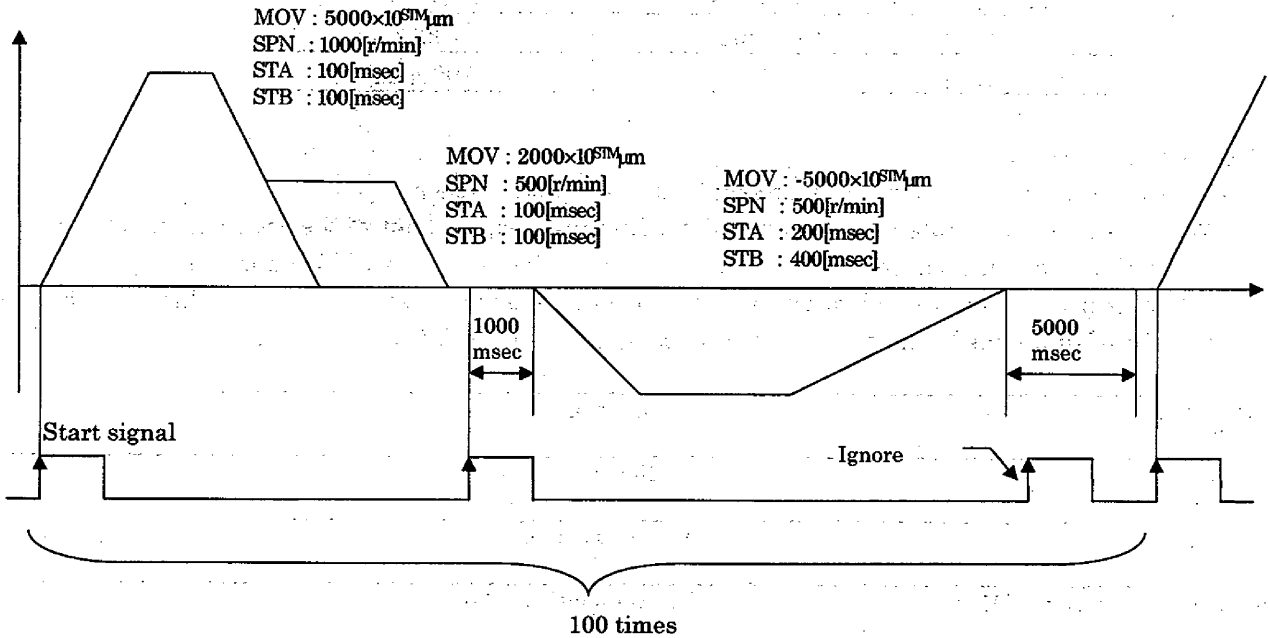 MOV : 5000×10STMμm
SPN : 1000[r/min]
STA : 100[msec]
STB : 100[msec]
MOV : 2000×10STMμm
SPN : 500[r/min]
STA : 100[msec]
STB : 100[msec]
MOV : -5000×10STMμm
SPN : 500[r/min]
STA : 200[msec]
STB : 400[msec]
1000
msec
5000
msec
Start signal
Ignore
100 times